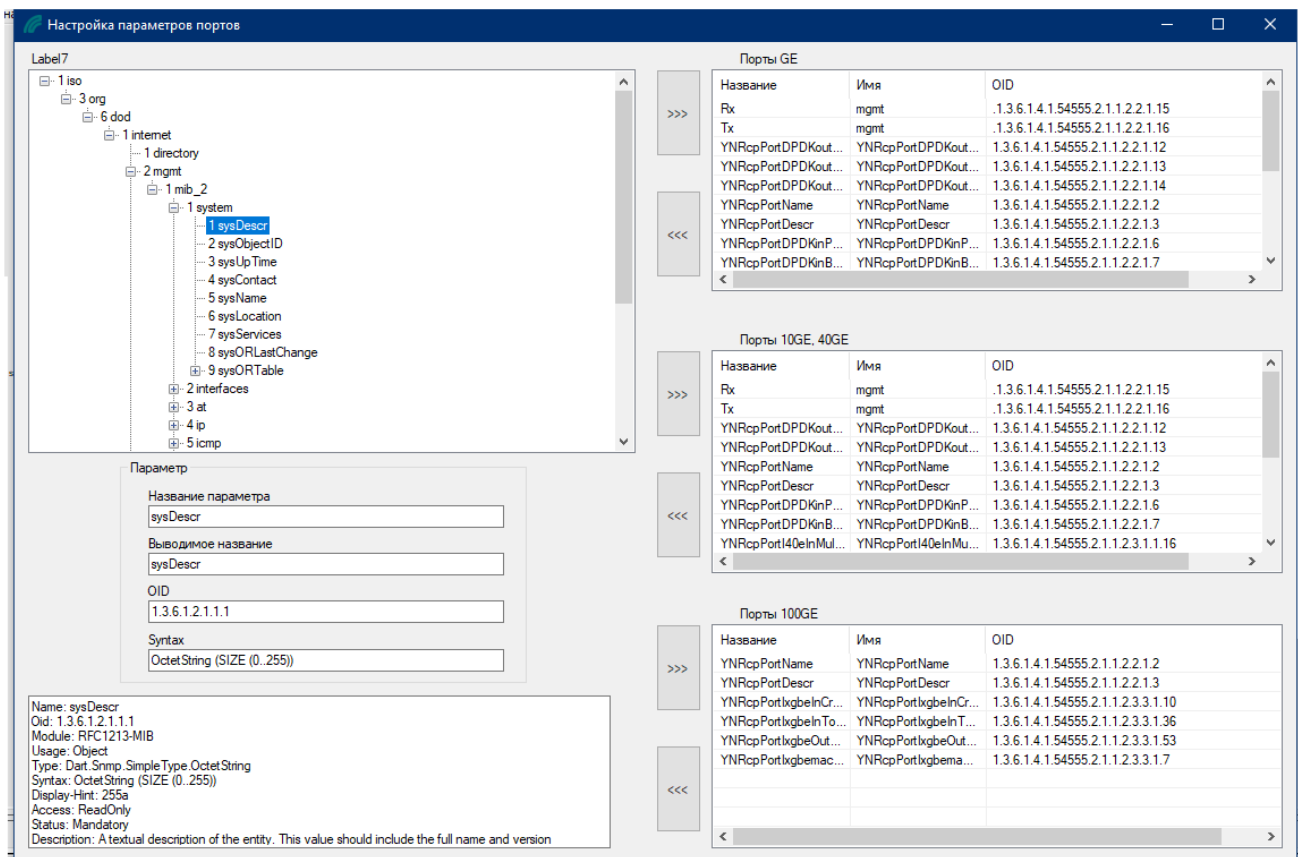 Настройка параметров портов
Label7
1 iso
3 org
6 dod
1 internet
1 directory
2 mgmt
1 mib_2
1 system
1 sysDescr
2 sysObjectID
3 sysUpTime
4 sysContact
5 sysName
6 sysLocation
7 sysServices
8 sysORLastChange
9 sysORTable
2 interfaces
3 at
4 ip
5 icmp
Параметр
Название параметра
sysDescr
Выводимое название
sysDescr
OID
1.3.6.1.2.1.1.1
Syntax
OctetString (SIZE (0..255))
Name: sysDescr
Oid: 1.3.6.1.2.1.1.1
Module: RFC1213-MIB
Usage: Object
Type: Dart.Snmp.SimpleType.OctetString
Syntax: OctetString (SIZE (0..255))
Display-Hint: 255a
Access: ReadOnly
Status: Mandatory
Description: A textual description of the entity. This value should include the full name and version
>>>
<<<
>>>
<<<
>>>
<<<
Порты GE
Название Имя OID
Rx mgmt .1.3.6.1.4.1.54555.2.1.1.2.2.1.15
Tx mgmt .1.3.6.1.4.1.54555.2.1.1.2.2.1.16
YNRcpPortDPDKout... YNRcpPortDPDKout... 1.3.6.1.4.1.54555.2.1.1.2.2.1.12
YNRcpPortDPDKout... YNRcpPortDPDKout... 1.3.6.1.4.1.54555.2.1.1.2.2.1.13
YNRcpPortDPDKout... YNRcpPortDPDKout... 1.3.6.1.4.1.54555.2.1.1.2.2.1.14
YNRcpPortName YNRcpPortName 1.3.6.1.4.1.54555.2.1.1.2.2.1.2
YNRcpPortDescr YNRcpPortDescr 1.3.6.1.4.1.54555.2.1.1.2.2.1.3
YNRcpPortDPDKinP... YNRcpPortDPDKinP... 1.3.6.1.4.1.54555.2.1.1.2.2.1.6
YNRcpPortDPDKinB... YNRcpPortDPDKinB... 1.3.6.1.4.1.54555.2.1.1.2.2.1.7
Порты 10GE, 40GE
Название Имя OID
Rx mgmt .1.3.6.1.4.1.54555.2.1.1.2.2.1.15
Tx mgmt .1.3.6.1.4.1.54555.2.1.1.2.2.1.16
YNRcpPortDPDKout... YNRcpPortDPDKout... 1.3.6.1.4.1.54555.2.1.1.2.2.1.12
YNRcpPortDPDKout... YNRcpPortDPDKout... 1.3.6.1.4.1.54555.2.1.1.2.2.1.13
YNRcpPortName YNRcpPortName 1.3.6.1.4.1.54555.2.1.1.2.2.1.2
YNRcpPortDescr YNRcpPortDescr 1.3.6.1.4.1.54555.2.1.1.2.2.1.3
YNRcpPortDPDKinP... YNRcpPortDPDKinP... 1.3.6.1.4.1.54555.2.1.1.2.2.1.6
YNRcpPortDPDKinB... YNRcpPortDPDKinB... 1.3.6.1.4.1.54555.2.1.1.2.2.1.7
YNRcpPortI40eInMul... YNRcpPortI40eInMu... 1.3.6.1.4.1.54555.2.1.1.2.3.1.1.16
Порты 100GE
Название Имя OID
YNRcpPortName YNRcpPortName 1.3.6.1.4.1.54555.2.1.1.2.2.1.2
YNRcpPortDescr YNRcpPortDescr 1.3.6.1.4.1.54555.2.1.1.2.2.1.3
YNRcpPortIxgbeInCr... YNRcpPortIxgbeInCr... 1.3.6.1.4.1.54555.2.1.1.2.3.3.1.10
YNRcpPortIxgbeInTo... YNRcpPortIxgbeInT... 1.3.6.1.4.1.54555.2.1.1.2.3.3.1.36
YNRcpPortIxgbeOut... YNRcpPortIxgbeOut... 1.3.6.1.4.1.54555.2.1.1.2.3.3.1.53
YNRcpPortIxgbemac... YNRcpPortIxgbema... 1.3.6.1.4.1.54555.2.1.1.2.3.3.1.7